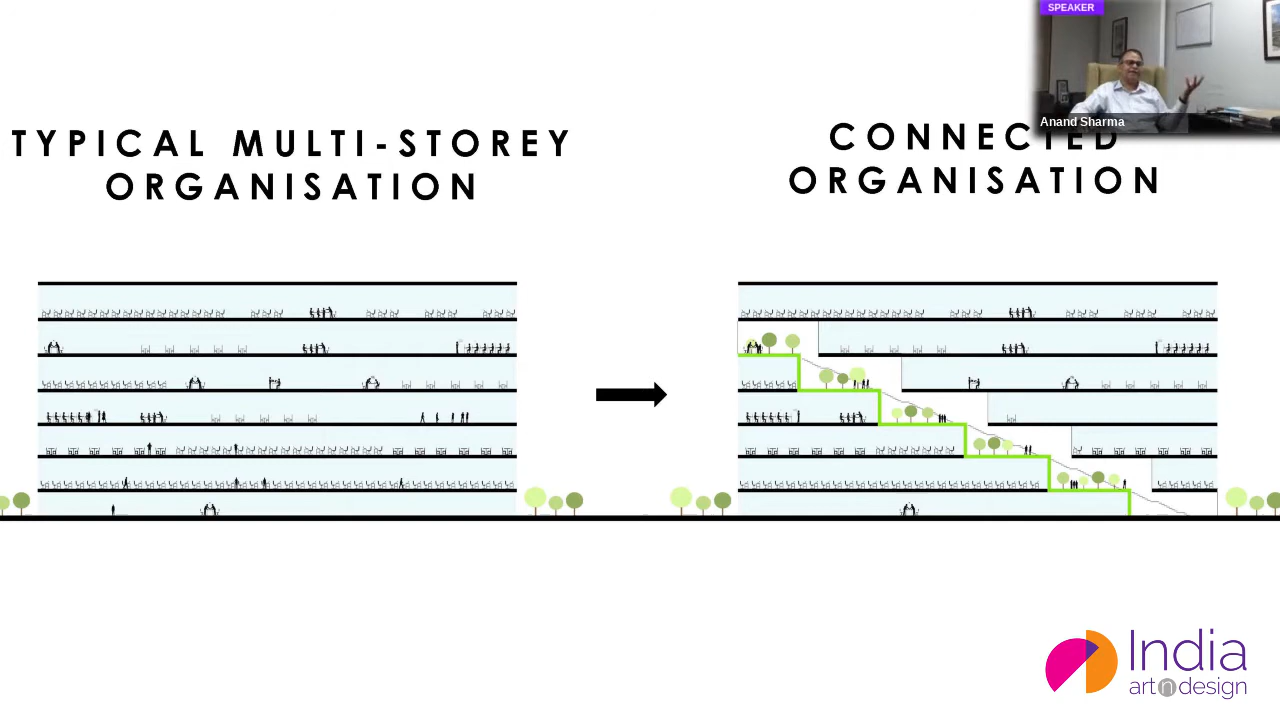 SPEAKER
Anand Sharma
TYPICAL MULTI-STOREY
ORGANISATION
CONNECTED
ORGANISATION
India
art n design